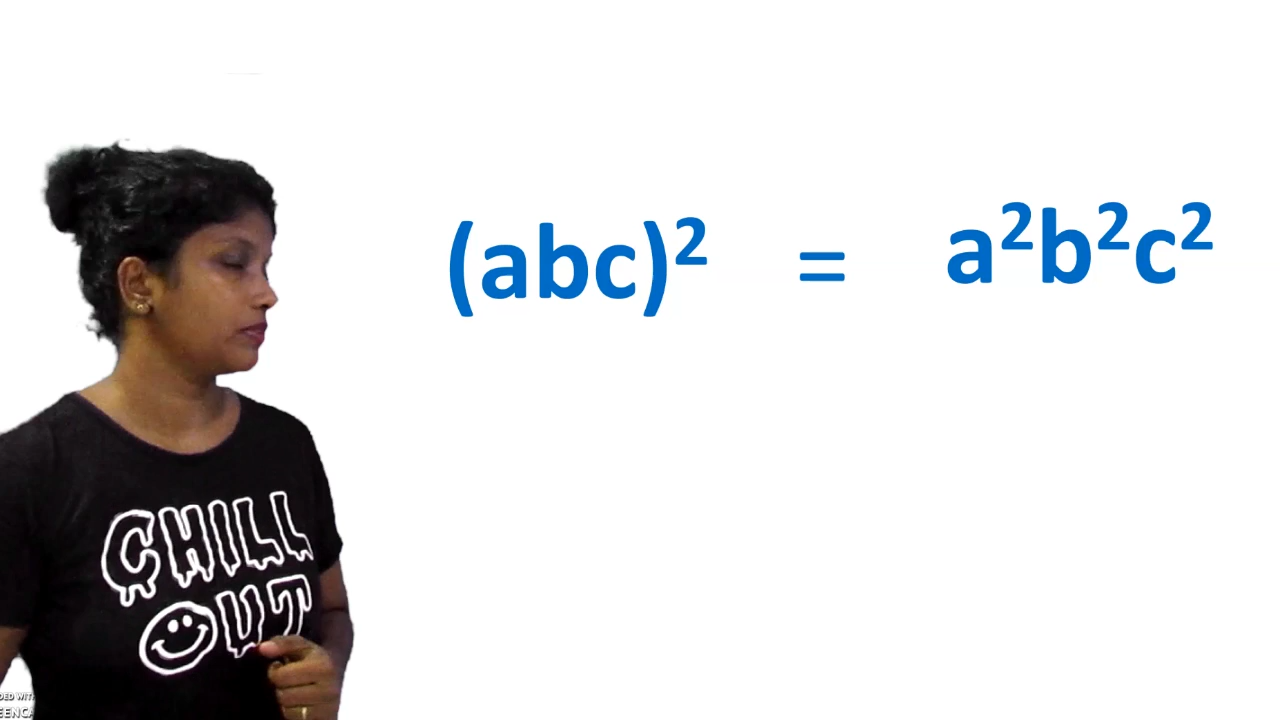 (abc)² = a²b²c²
CHILL
OUT